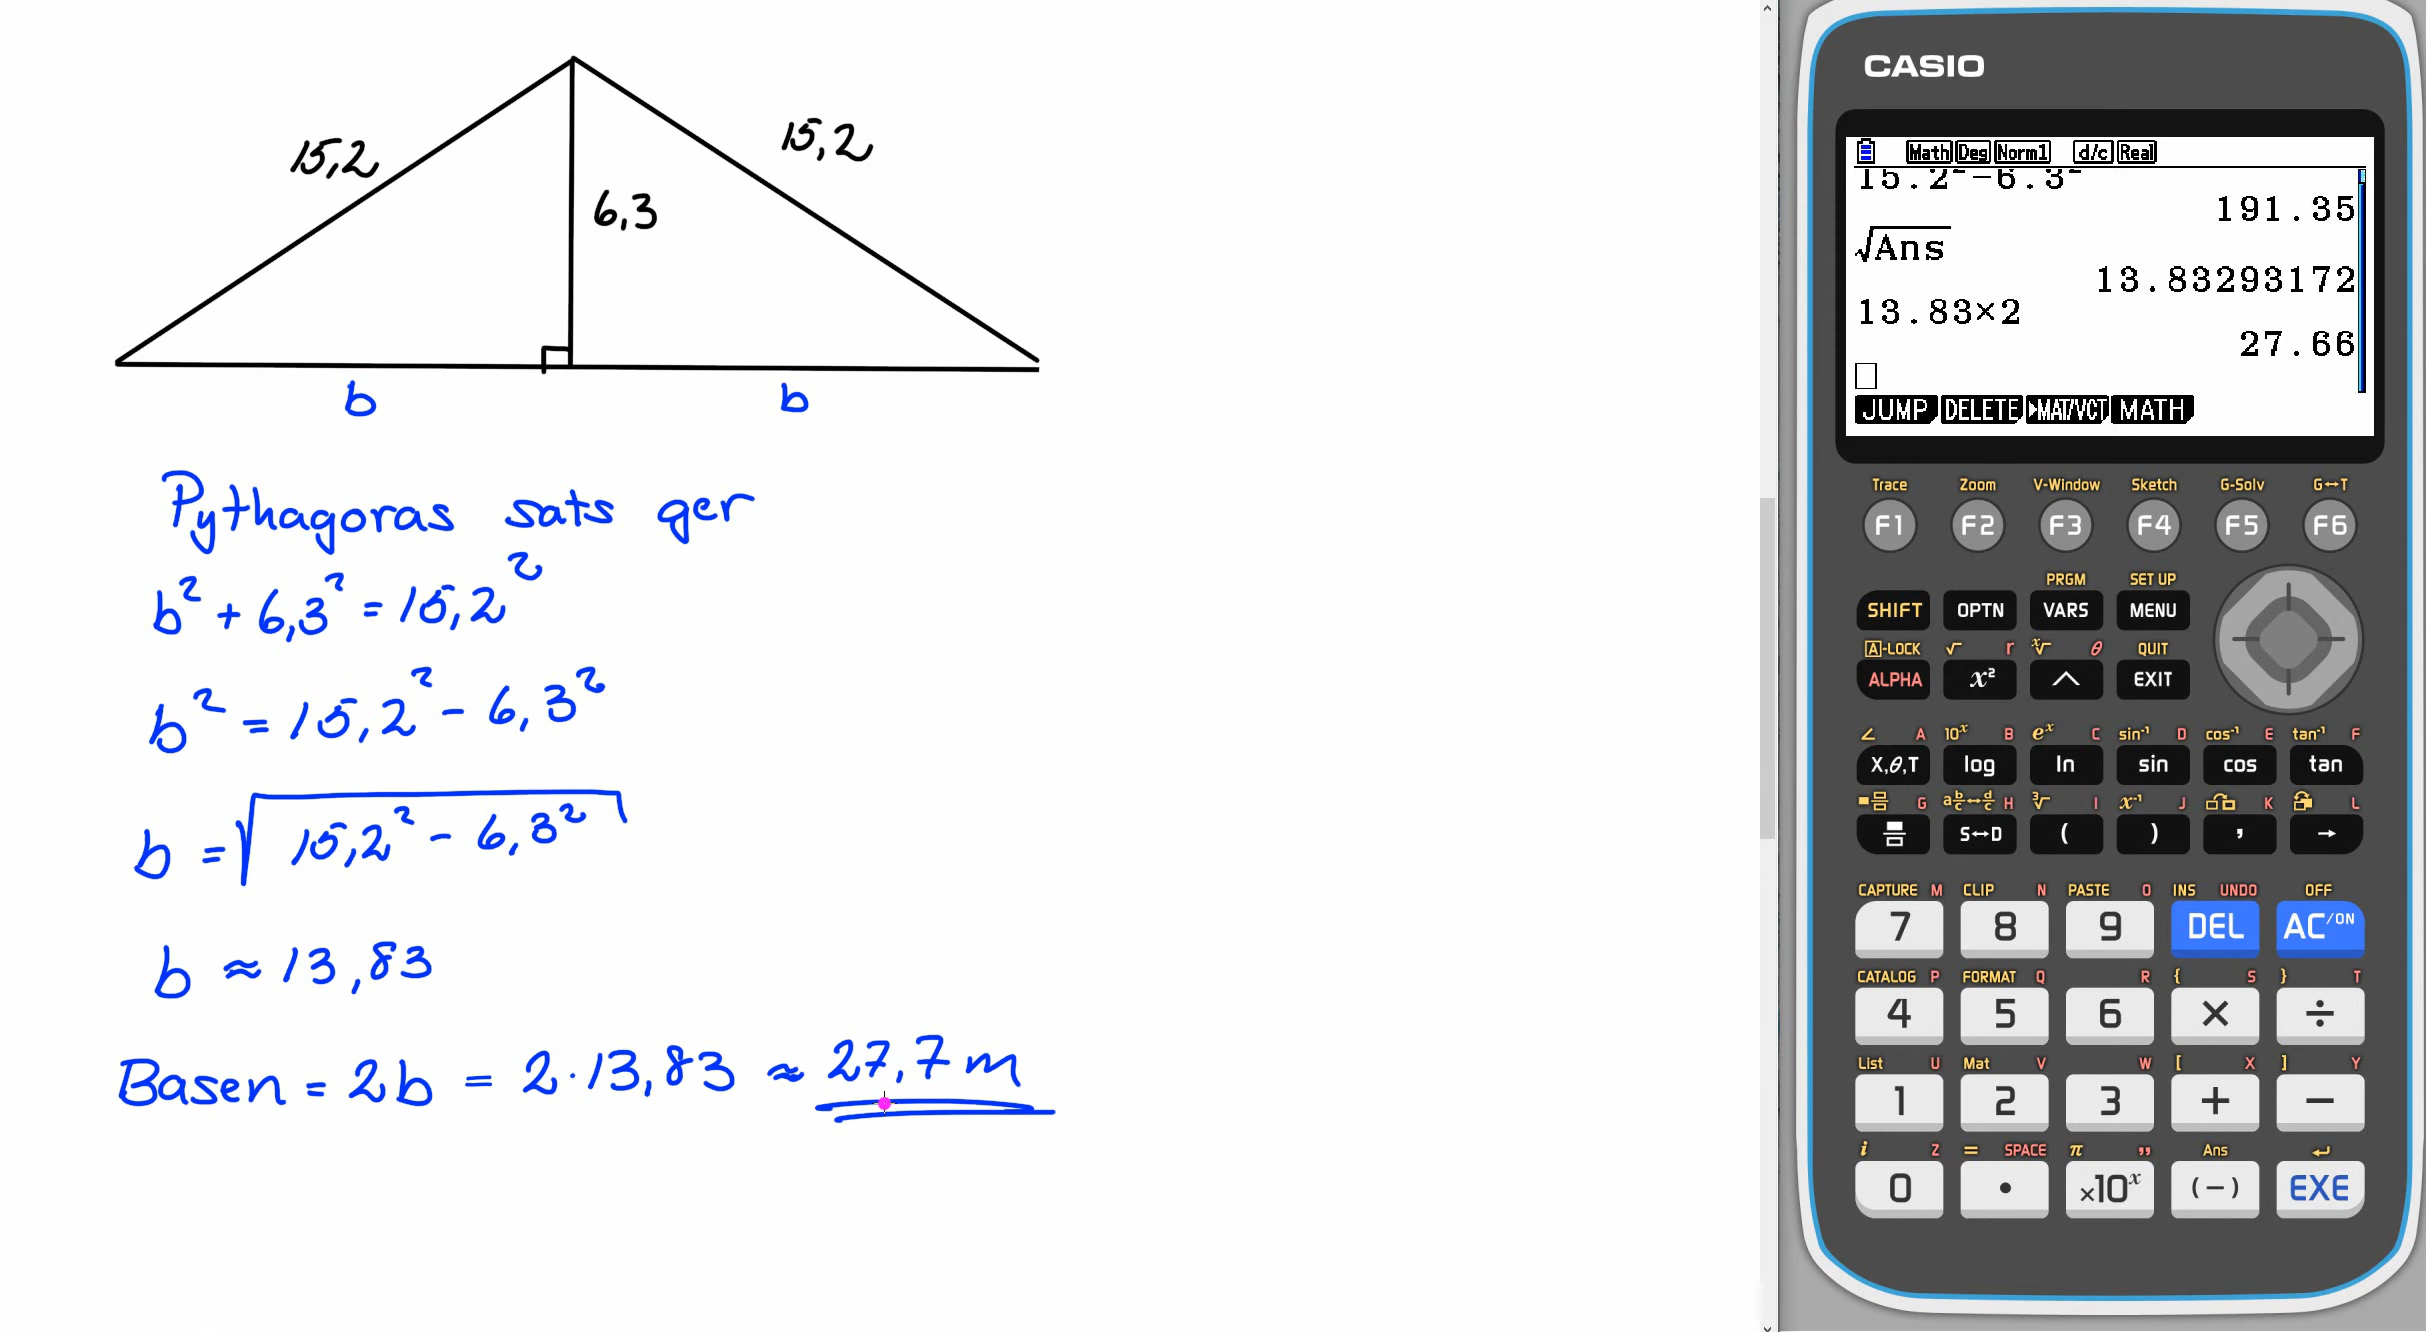 15,2
15,2
6,3
b b
Pythagoras sats ger
b² + 6,3² = 15,2²
b² = 15,2² - 6,3²
b = √15,2² - 6,3²
b ≈ 13,83
Basen = 2b = 2·13,83 ≈ 27,7 m
CASIO
Math Deg Norm1 d/c Real
15.2²-6.3²
191.35
√Ans
13.83293172
13.83×2
27.66
JUMP DELETE ▶MAT/VCT MATH
Trace Zoom V-Window Sketch G-Solv G↔T
F1 F2 F3 F4 F5 F6
PRGM SET UP
SHIFT OPTN VARS MENU
A-LOCK √ r ˣ√ θ QUIT
ALPHA x² ^ EXIT
∠ A 10ˣ B eˣ C sin⁻¹ D cos⁻¹ E tan⁻¹ F
X,θ,T log ln sin cos tan
G a b/c↔d/c H ³√ I x⁻¹ J K L
S↔D ( ) , →
CAPTURE M CLIP N PASTE O INS UNDO OFF
7 8 9 DEL AC/ON
CATALOG P FORMAT Q R { S } T
4 5 6 × ÷
List U Mat V W [ X ] Y
1 2 3 + −
i Z = SPACE π " Ans ↵
0 • ×10ˣ (−) EXE